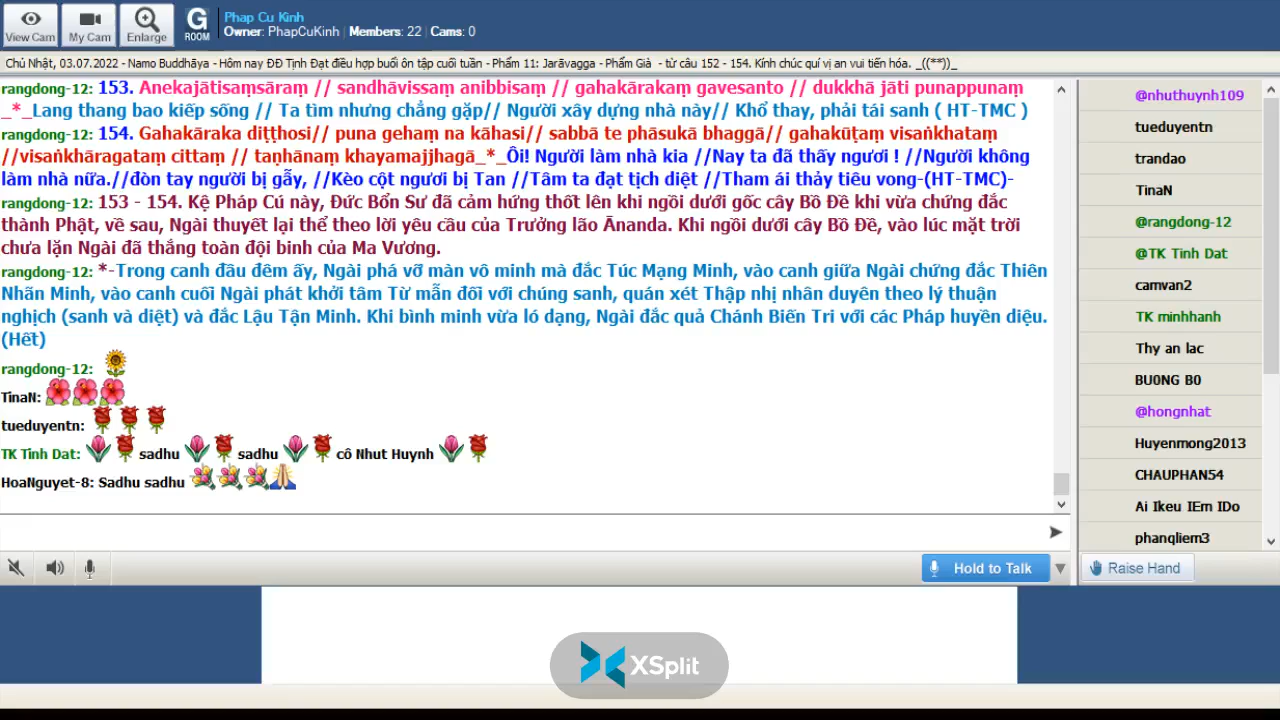 View Cam
My Cam
Enlarge
G
ROOM
Phap Cu Kinh
Owner: PhapCuKinh | Members: 22 | Cams: 0
Chủ Nhật, 03.07.2022 - Namo Buddhāya - Hôm nay ĐĐ Tịnh Đạt điều hợp buổi ôn tập cuối tuần - Phẩm 11: Jarāvagga - Phẩm Già - từ câu 152 - 154. Kính chúc quí vị an vui tiến hóa. _((**))_
rangdong-12: 153. Anekajātisaṃsāraṃ // sandhāvissaṃ anibbisaṃ // gahakārakaṃ gavesanto // dukkhā jāti punappunaṃ
_*_Lang thang bao kiếp sống // Ta tìm nhưng chẳng gặp// Người xây dựng nhà này// Khổ thay, phải tái sanh ( HT-TMC )
rangdong-12: 154. Gahakāraka diṭṭhosi// puna gehaṃ na kāhasi// sabbā te phāsukā bhaggā// gahakūṭaṃ visaṅkhataṃ
//visaṅkhāragataṃ cittaṃ // taṇhānaṃ khayamajjhagā_*_Ôi! Người làm nhà kia //Nay ta đã thấy ngươi ! //Người không
làm nhà nữa.//đòn tay người bị gẫy, //Kèo cột ngươi bị Tan //Tâm ta đạt tịch diệt //Tham ái thảy tiêu vong-(HT-TMC)-
rangdong-12: 153 - 154. Kệ Pháp Cú này, Đức Bổn Sư đã cảm hứng thốt lên khi ngồi dưới gốc cây Bồ Đề khi vừa chứng đắc
thành Phật, về sau, Ngài thuyết lại thể theo lời yêu cầu của Trưởng lão Ānanda. Khi ngồi dưới cây Bồ Đề, vào lúc mặt trời
chưa lặn Ngài đã thắng toàn đội binh của Ma Vương.
rangdong-12: *-Trong canh đầu đêm ấy, Ngài phá vỡ màn vô minh mà đắc Túc Mạng Minh, vào canh giữa Ngài chứng đắc Thiên
Nhãn Minh, vào canh cuối Ngài phát khởi tâm Từ mẫn đối với chúng sanh, quán xét Thập nhị nhân duyên theo lý thuận
nghịch (sanh và diệt) và đắc Lậu Tận Minh. Khi bình minh vừa ló dạng, Ngài đắc quả Chánh Biến Tri với các Pháp huyền diệu.
(Hết)
rangdong-12:
TinaN:
tueduyentn:
TK Tinh Dat: sadhu sadhu cô Nhut Huynh
HoaNguyet-8: Sadhu sadhu
@nhuthuynh109
tueduyentn
trandao
TinaN
@rangdong-12
@TK Tinh Dat
camvan2
TK minhhanh
Thy an lac
BU0NG B0
@hongnhat
Huyenmong2013
CHAUPHAN54
Ai Ikeu IEm IDo
phanqliem3
Hold to Talk
Raise Hand
XSplit